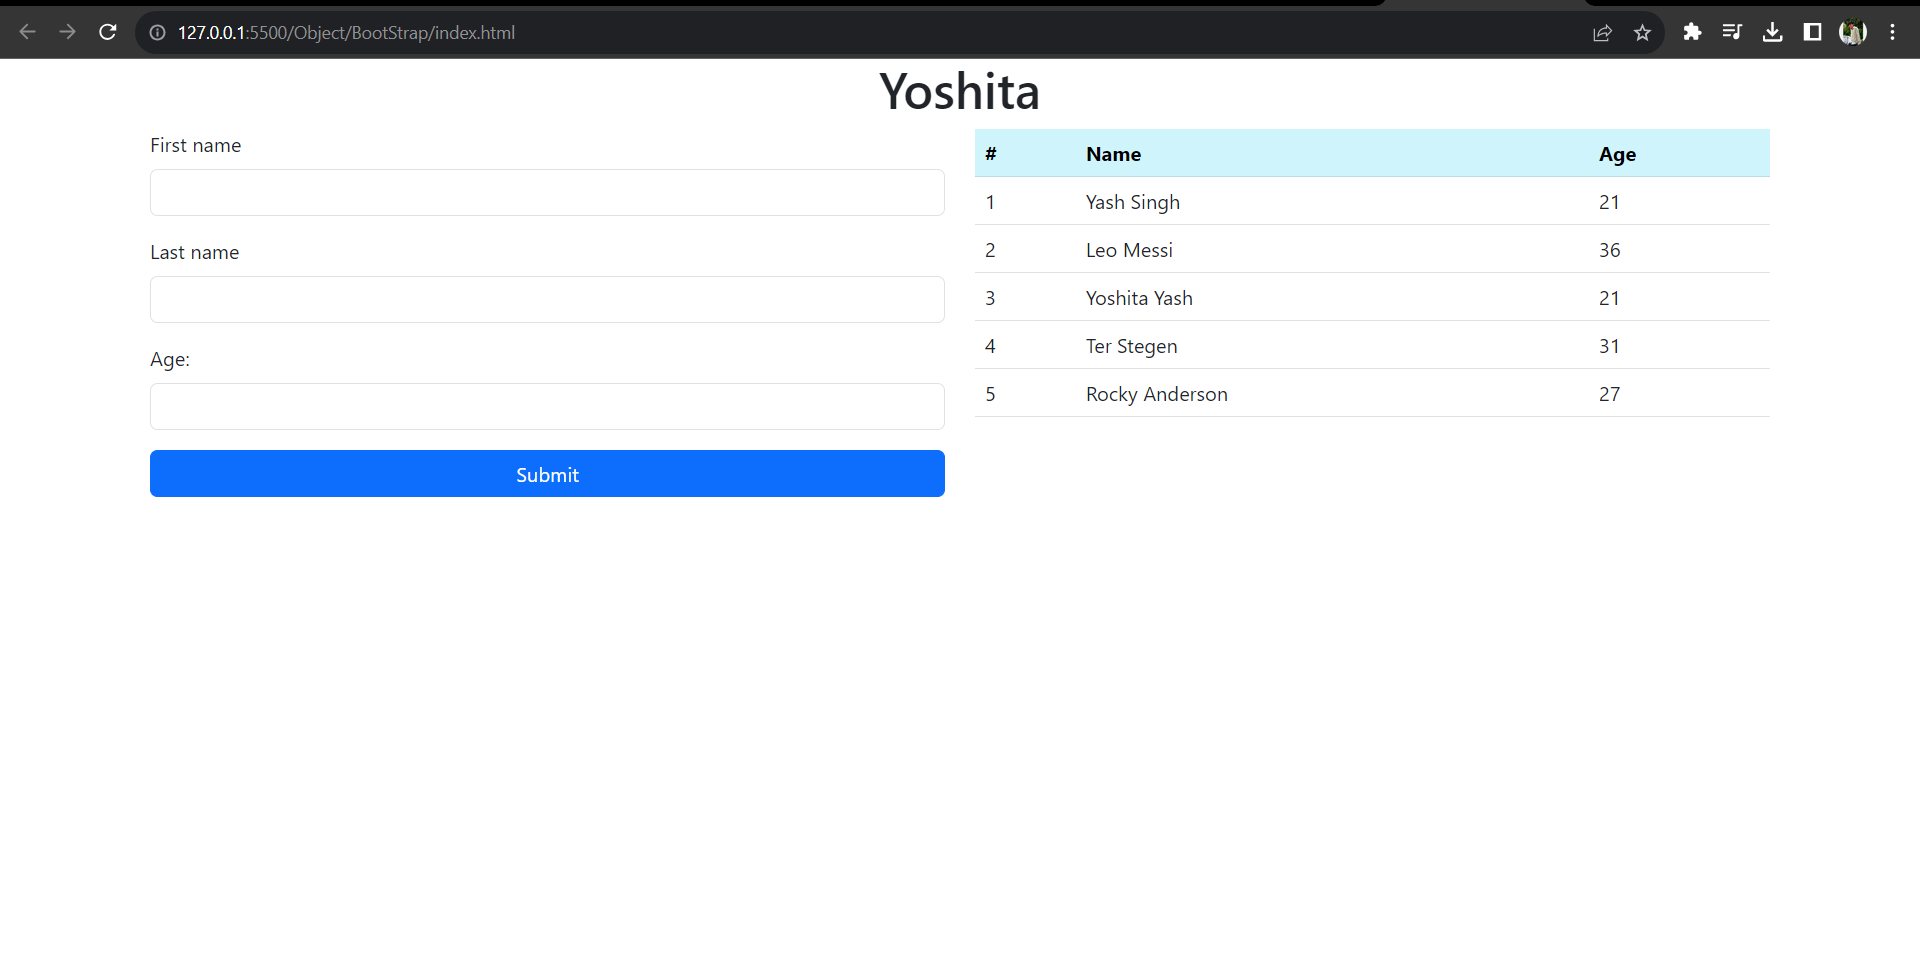 127.0.0.1:5500/Object/BootStrap/index.html
Yoshita
First name
Last name
Age:
Submit
# Name Age
1 Yash Singh 21
2 Leo Messi 36
3 Yoshita Yash 21
4 Ter Stegen 31
5 Rocky Anderson 27